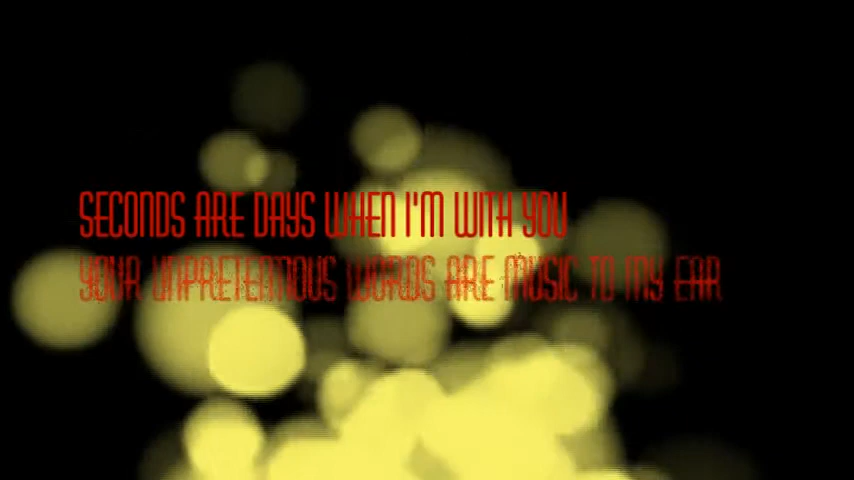 SECONDS ARE DAYS WHEN I'M WITH YOU
YOUR UNPRETENTIOUS WORDS ARE MUSIC TO MY EAR